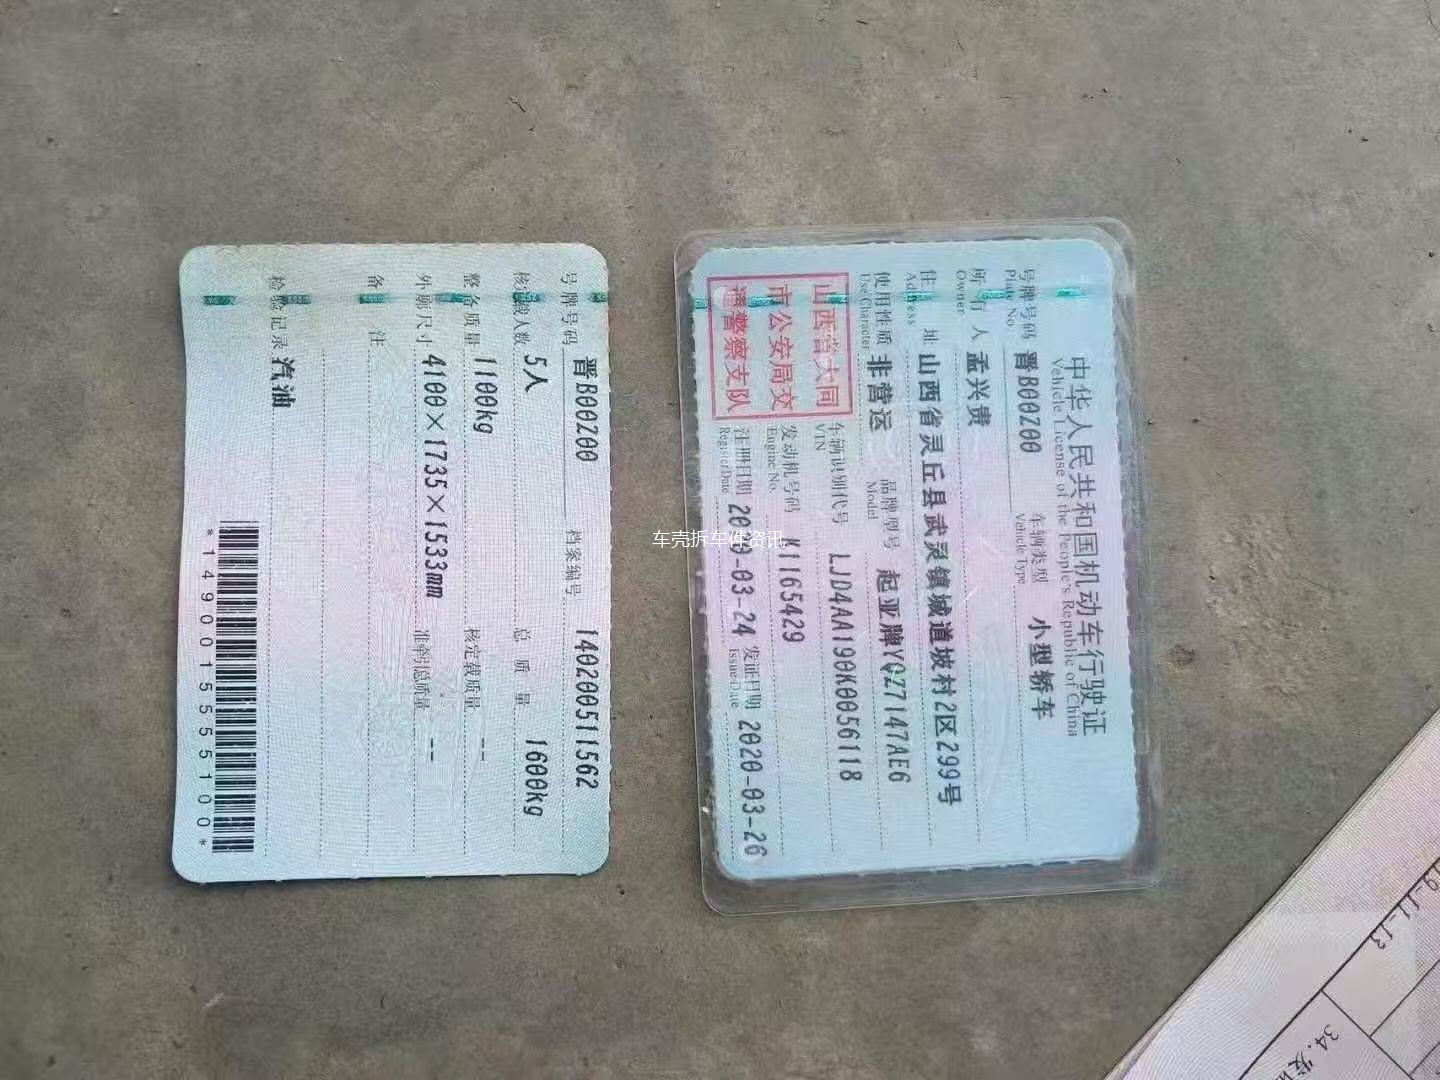 中华人民共和国机动车行驶证
Vehicle License of the People's Republic of China
号牌号码 晋B00Z00 车辆类型 小型轿车
Plate No. Vehicle Type
所有人 孟兴贵
Owner
住址 山西省灵丘县武灵镇城道坡村2区299号
Address
使用性质 非营运 品牌型号 起亚牌YQZ7147AE6
Use Character Model
山西省大同
市公安局交
通警察支队
车辆识别代号 LJD4AA190K0056118
VIN
发动机号码 K1165429
Engine No.
注册日期 2020-03-24 发证日期 2020-03-26
Register Date Issue Date
号牌号码 晋B00Z00 档案编号 140200511562
核定载人数 5人 总质量 1600kg
整备质量 1100kg 核定载质量 --
外廓尺寸 4100×1735×1533mm 准牵引总质量 --
备注
检验记录 汽油
*1490015555100*
车壳拆车件资讯
19-11-13
34.发